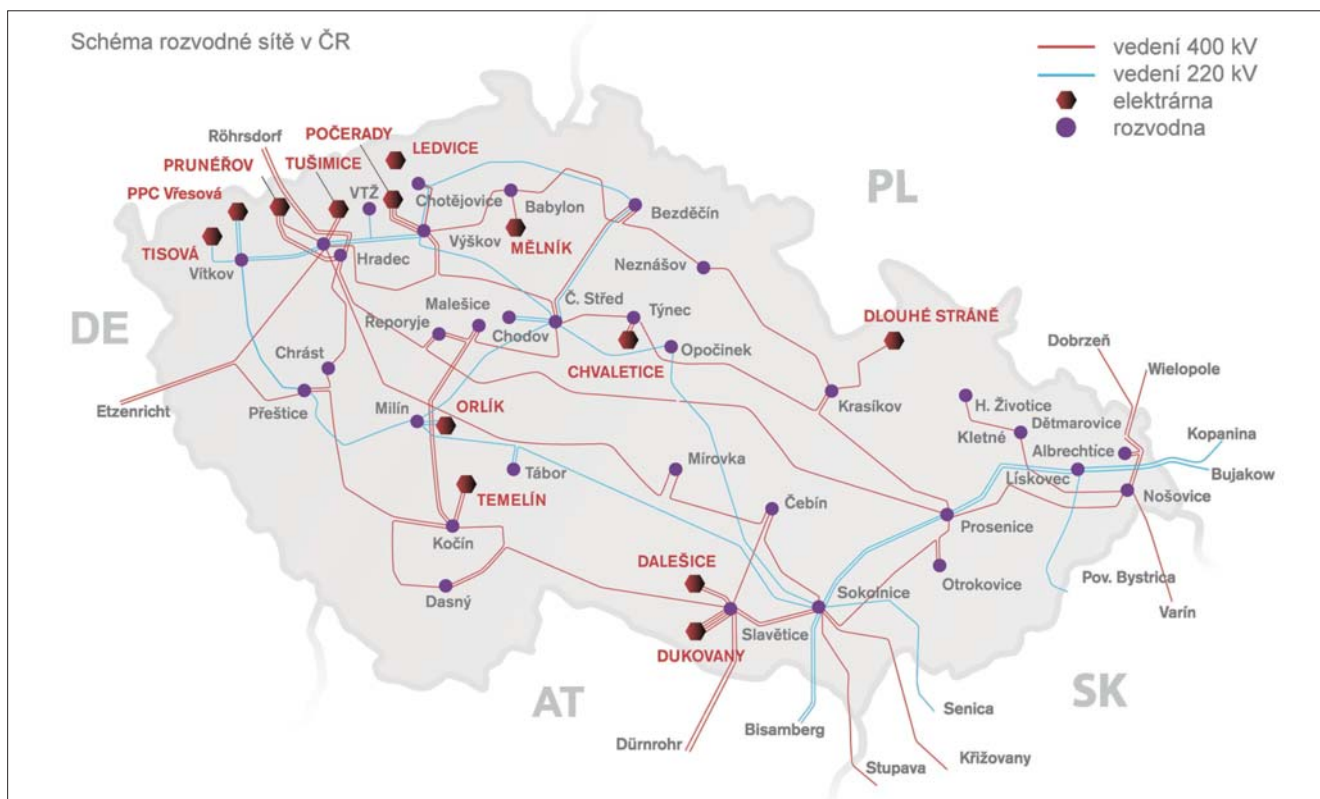 Schéma rozvodné sítě v ČR
vedení 400 kV
vedení 220 kV
elektrárna
rozvodna
Röhrsdorf
POČERADY
LEDVICE
PRUNÉŘOV
TUŠIMICE
PPC Vřesová
VTŽ
Chotějovice
Babylon
Bezděčín
PL
TISOVÁ
Vítkov
Hradec
Výškov
MĚLNÍK
Neznášov
DE
Malešice
Č. Střed
Týnec
Reporyje
Chodov
Opočinek
DLOUHÉ STRÁNĚ
Dobrzeň
Wielopole
Chrást
CHVALETICE
Etzenricht
Přeštice
Milín
ORLÍK
Krasíkov
H. Životice
Dětmarovice
Kletné
Albrechtíce
Kopanina
Lískovec
Bujakow
Mírovka
Tábor
TEMELÍN
Čebín
Nošovice
Prosenice
Kočín
DALEŠICE
Otrokovice
Pov. Bystrica
Varín
Dasný
Sokolnice
Slavětice
DUKOVANY
AT
SK
Senica
Bisamberg
Dürnrohr
Křižovany
Stupava